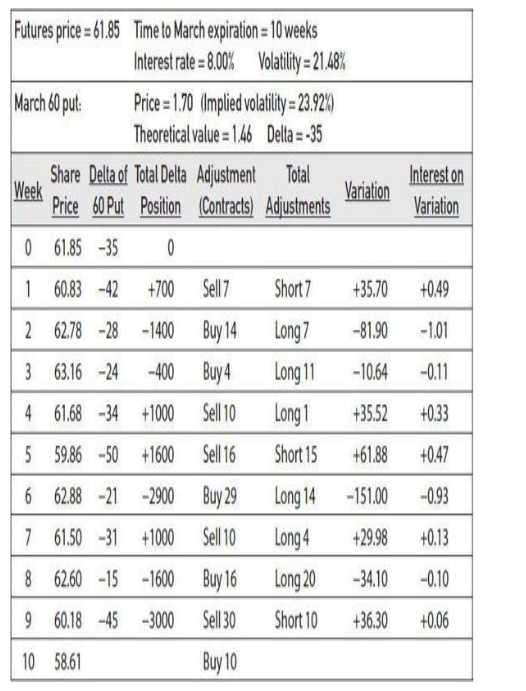 Futures price = 61.85 Time to March expiration = 10 weeks
Interest rate = 8.00% Volatility = 21.48%
March 60 put: Price = 1.70 (Implied volatility = 23.92%)
Theoretical value = 1.46 Delta = -35
Week Share Price Delta of 60 Put Total Delta Position Adjustment (Contracts) Total Adjustments Variation Interest on Variation
0 61.85 -35 0
1 60.83 -42 +700 Sell 7 Short 7 +35.70 +0.49
2 62.78 -28 -1400 Buy 14 Long 7 -81.90 -1.01
3 63.16 -24 -400 Buy 4 Long 11 -10.64 -0.11
4 61.68 -34 +1000 Sell 10 Long 1 +35.52 +0.33
5 59.86 -50 +1600 Sell 16 Short 15 +61.88 +0.47
6 62.88 -21 -2900 Buy 29 Long 14 -151.00 -0.93
7 61.50 -31 +1000 Sell 10 Long 4 +29.98 +0.13
8 62.60 -15 -1600 Buy 16 Long 20 -34.10 -0.10
9 60.18 -45 -3000 Sell 30 Short 10 +36.30 +0.06
10 58.61 Buy 10